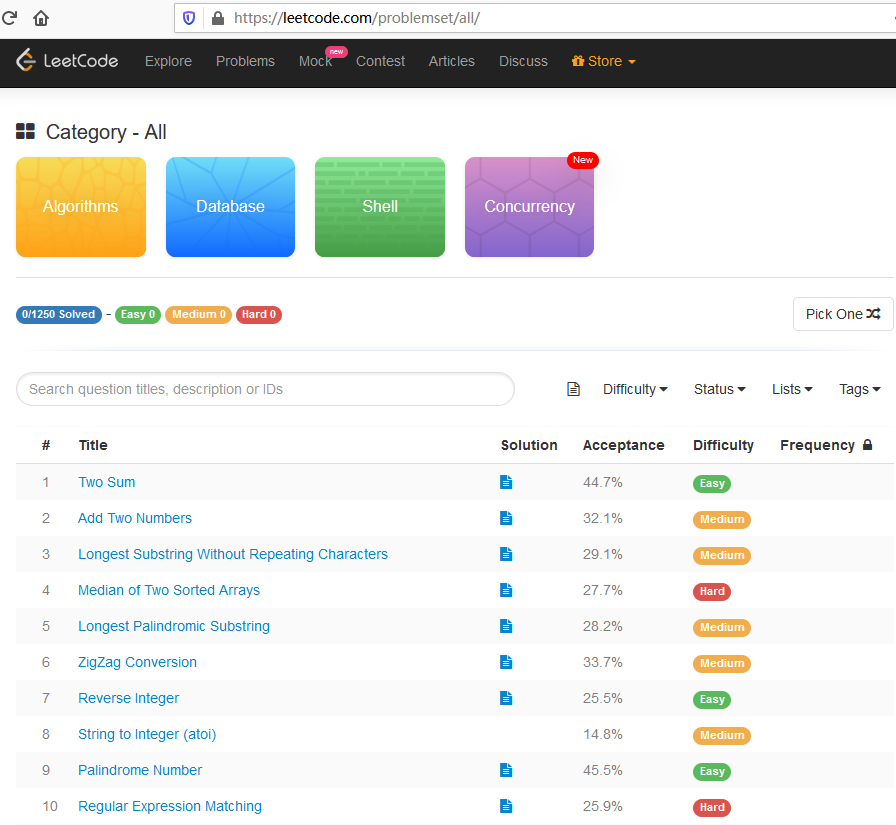 https://leetcode.com/problemset/all/
LeetCode Explore Problems Mock new Contest Articles Discuss Store
Category - All
New
Algorithms Database Shell Concurrency
0/1250 Solved - Easy 0 Medium 0 Hard 0 Pick One
Search question titles, description or IDs Difficulty Status Lists Tags
# Title Solution Acceptance Difficulty Frequency
1 Two Sum 44.7% Easy
2 Add Two Numbers 32.1% Medium
3 Longest Substring Without Repeating Characters 29.1% Medium
4 Median of Two Sorted Arrays 27.7% Hard
5 Longest Palindromic Substring 28.2% Medium
6 ZigZag Conversion 33.7% Medium
7 Reverse Integer 25.5% Easy
8 String to Integer (atoi) 14.8% Medium
9 Palindrome Number 45.5% Easy
10 Regular Expression Matching 25.9% Hard